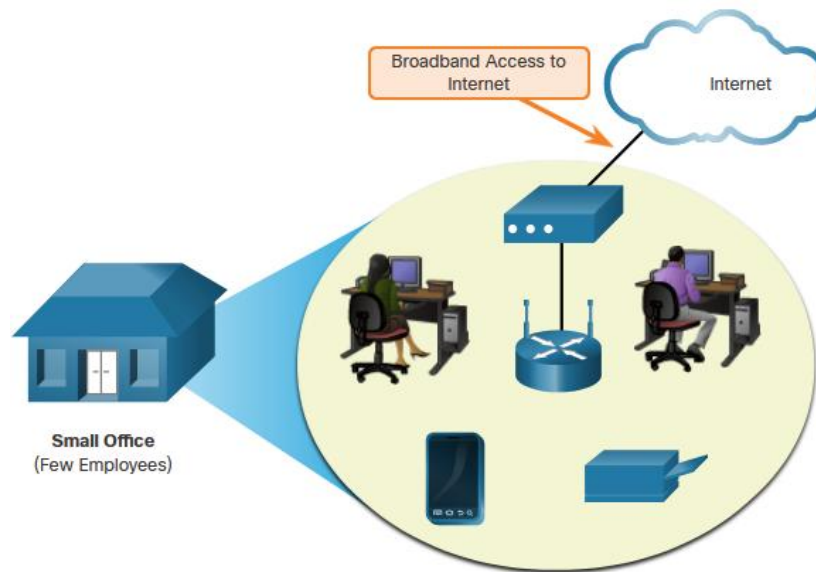 Broadband Access to
Internet
Internet
Small Office
(Few Employees)